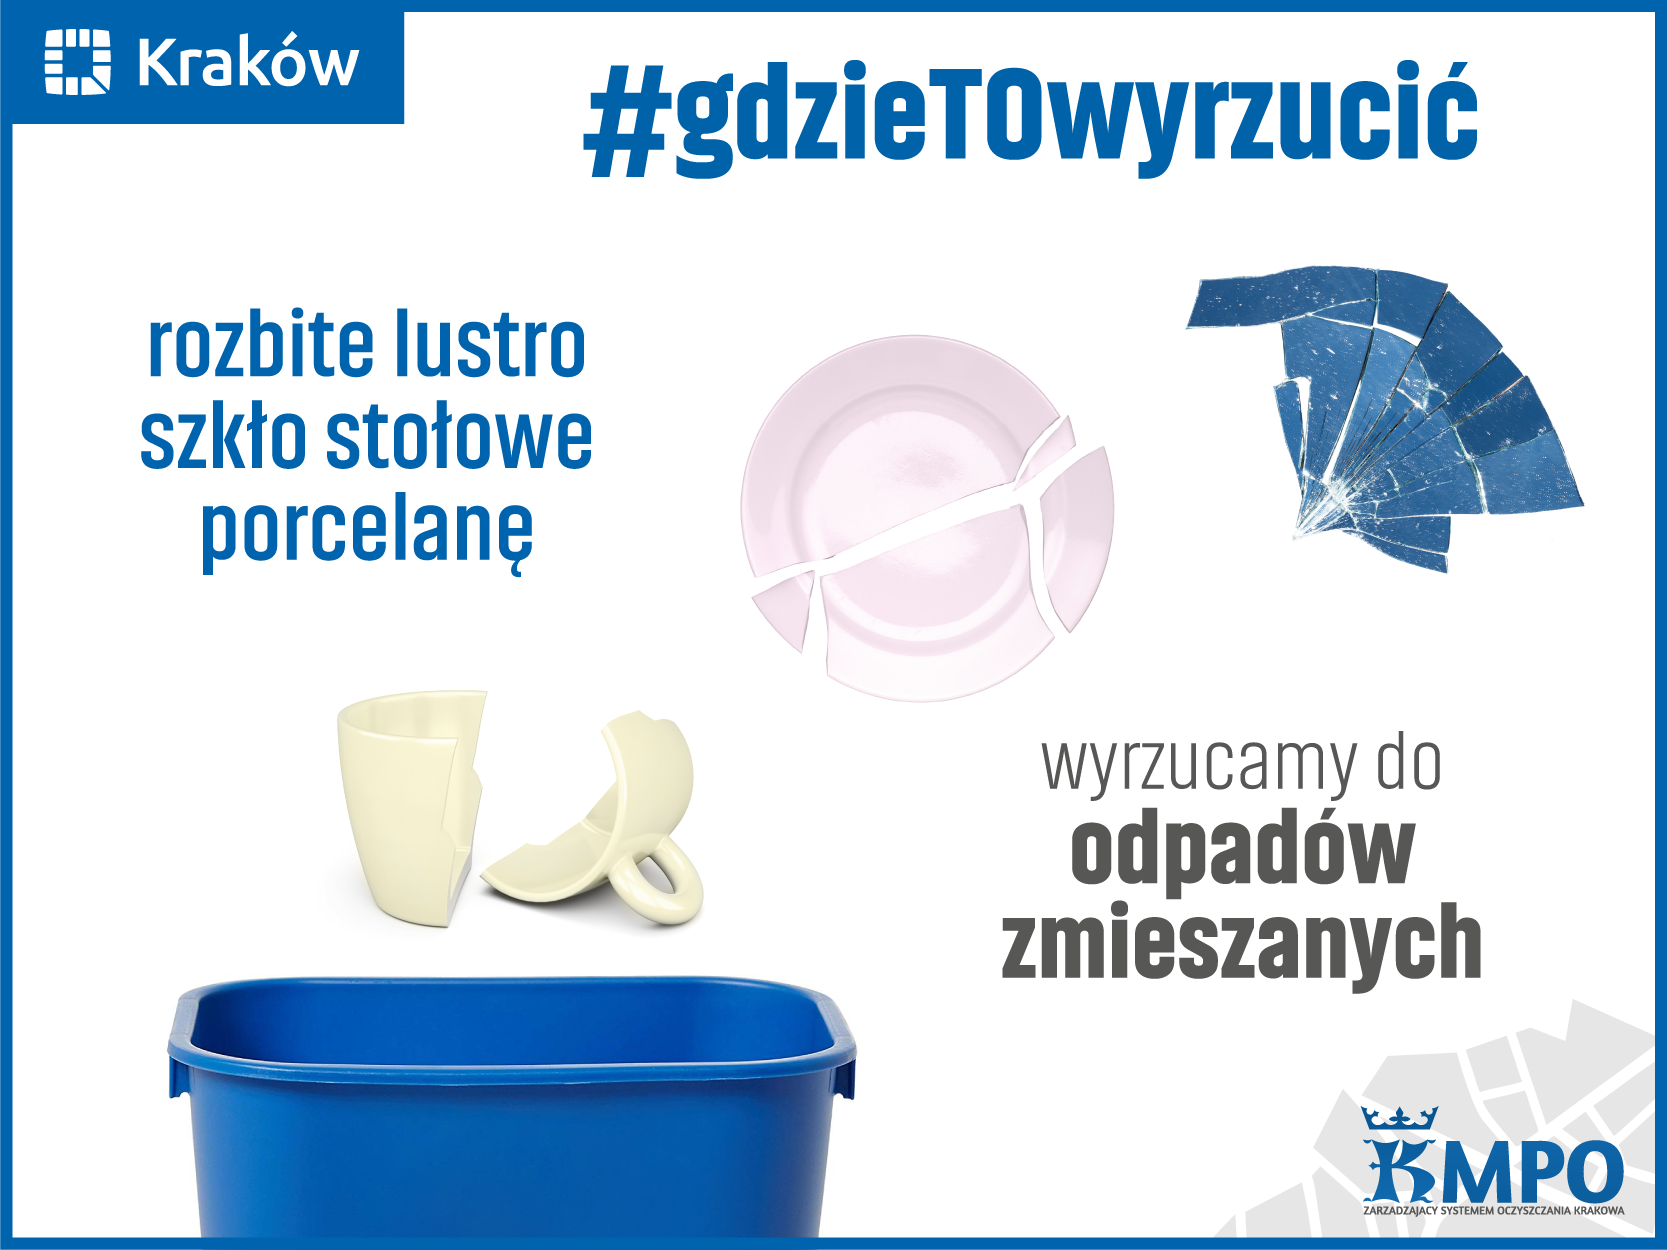 Kraków
#gdzieTOwyrzucić
rozbite lustro
szkło stołowe
porcelanę
wyrzucamy do
odpadów
zmieszanych
KMPO
ZARZĄDZAJĄCY SYSTEMEM OCZYSZCZANIA KRAKOWA